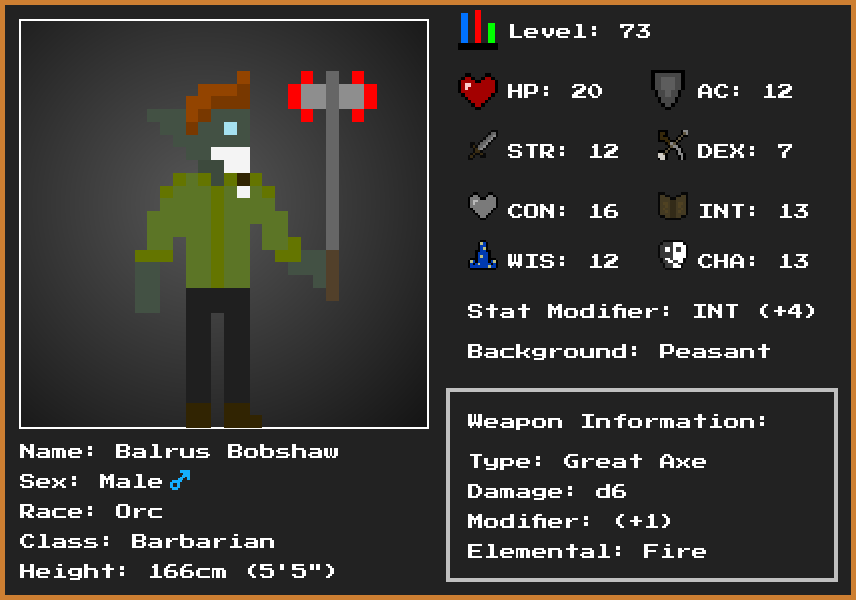 Level: 73
HP: 20
AC: 12
STR: 12
DEX: 7
CON: 16
INT: 13
WIS: 12
CHA: 13
Stat Modifier: INT (+4)
Background: Peasant
Weapon Information:
Type: Great Axe
Damage: d6
Modifier: (+1)
Elemental: Fire
Name: Balrus Bobshaw
Sex: Male♂
Race: Orc
Class: Barbarian
Height: 166cm (5'5")